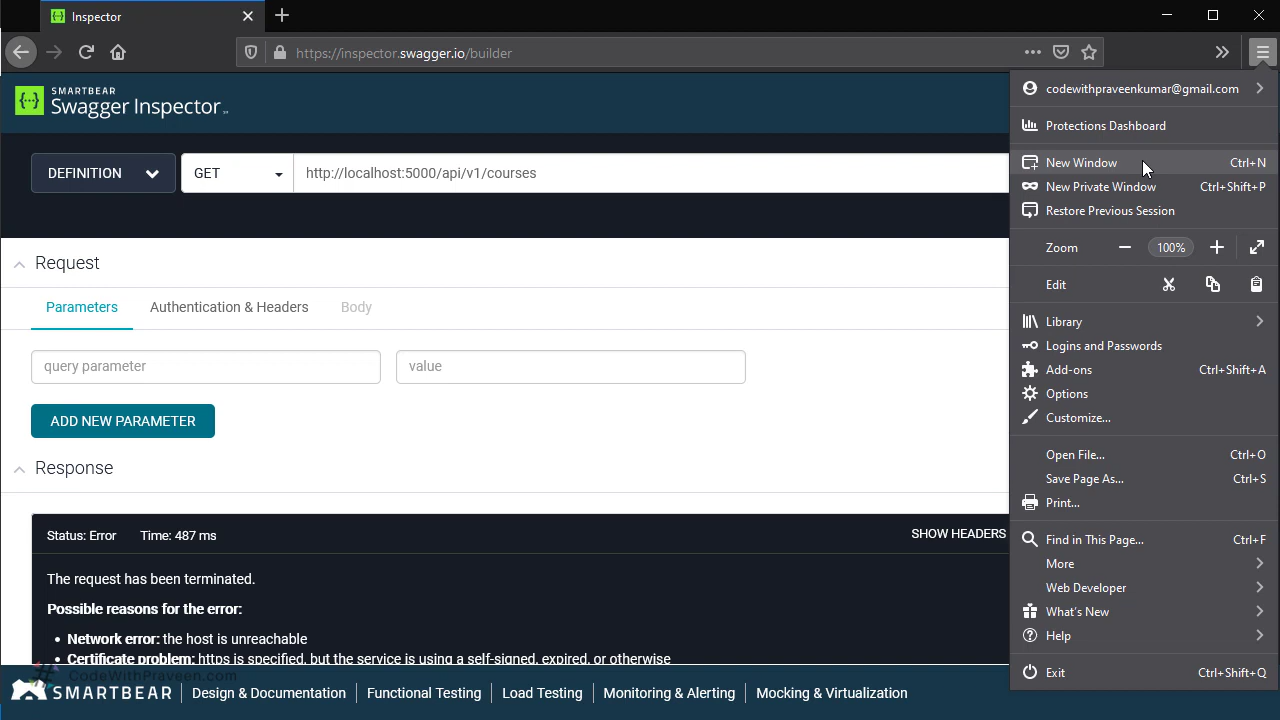 Inspector
https://inspector.swagger.io/builder
SMARTBEAR
Swagger Inspector
DEFINITION
GET
http://localhost:5000/api/v1/courses
Request
Parameters
Authentication & Headers
Body
query parameter
value
ADD NEW PARAMETER
Response
Status: Error
Time: 487 ms
SHOW HEADERS
The request has been terminated.
Possible reasons for the error:
• Network error: the host is unreachable
• Certificate problem: https is specified, but the service is using a self-signed, expired, or otherwise
# CodeWithPraveen.com
SMARTBEAR
Design & Documentation
Functional Testing
Load Testing
Monitoring & Alerting
Mocking & Virtualization
codewithpraveenkumar@gmail.com
Protections Dashboard
New Window Ctrl+N
New Private Window Ctrl+Shift+P
Restore Previous Session
Zoom 100%
Edit
Library
Logins and Passwords
Add-ons Ctrl+Shift+A
Options
Customize...
Open File... Ctrl+O
Save Page As... Ctrl+S
Print...
Find in This Page... Ctrl+F
More
Web Developer
What's New
Help
Exit Ctrl+Shift+Q